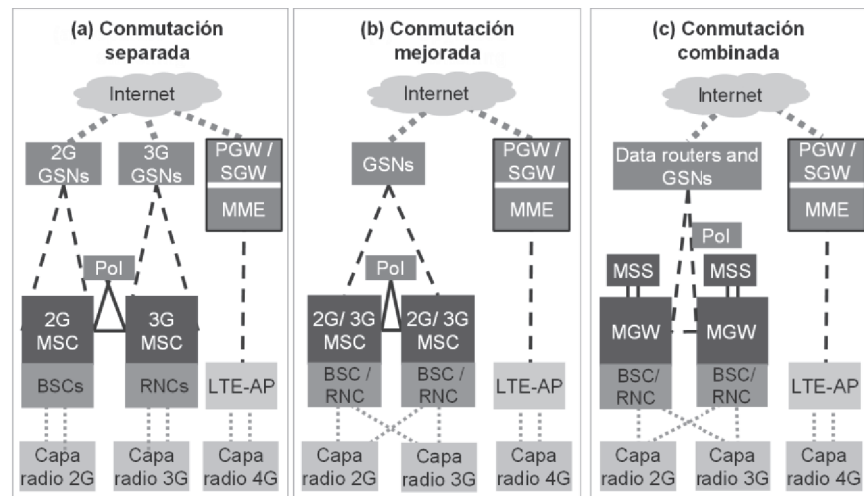 (a) Conmutación
separada
Internet
2G
GSNs
3G
GSNs
PGW /
SGW
MME
PoI
2G
MSC
3G
MSC
BSCs
RNCs
LTE-AP
Capa
radio 2G
Capa
radio 3G
Capa
radio 4G
(b) Conmutación
mejorada
Internet
GSNs
PGW /
SGW
MME
PoI
2G/ 3G
MSC
2G/ 3G
MSC
BSC /
RNC
BSC /
RNC
LTE-AP
Capa
radio 2G
Capa
radio 3G
Capa
radio 4G
(c) Conmutación
combinada
Internet
Data routers and
GSNs
PGW /
SGW
MME
PoI
MSS
MSS
MGW
MGW
BSC/
RNC
BSC/
RNC
LTE-AP
Capa
radio 2G
Capa
radio 3G
Capa
radio 4G